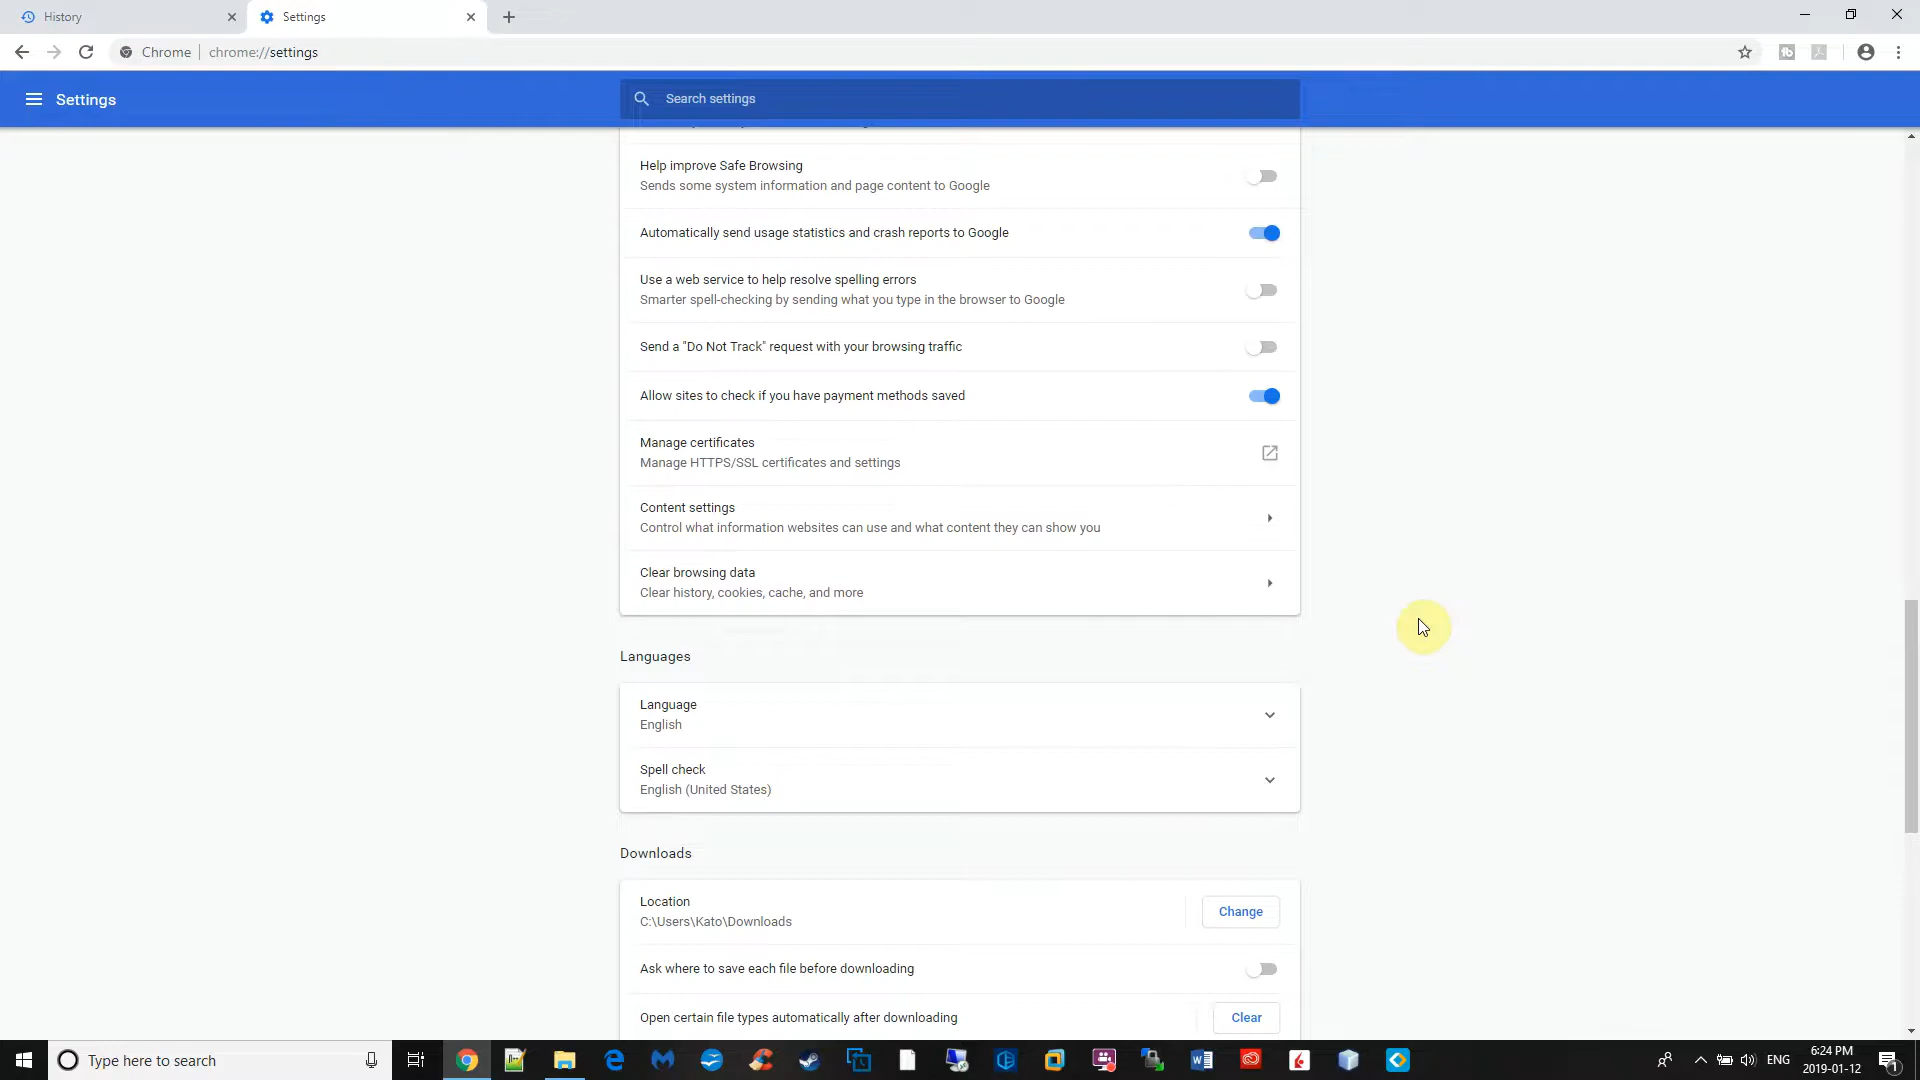 History
Settings
Chrome
chrome://settings
Settings
Search settings
Help improve Safe Browsing
Sends some system information and page content to Google
Automatically send usage statistics and crash reports to Google
Use a web service to help resolve spelling errors
Smarter spell-checking by sending what you type in the browser to Google
Send a "Do Not Track" request with your browsing traffic
Allow sites to check if you have payment methods saved
Manage certificates
Manage HTTPS/SSL certificates and settings
Content settings
Control what information websites can use and what content they can show you
Clear browsing data
Clear history, cookies, cache, and more
Languages
Language
English
Spell check
English (United States)
Downloads
Location
C:\Users\Kato\Downloads
Change
Ask where to save each file before downloading
Open certain file types automatically after downloading
Clear
Type here to search
ENG
6:24 PM
2019-01-12
1